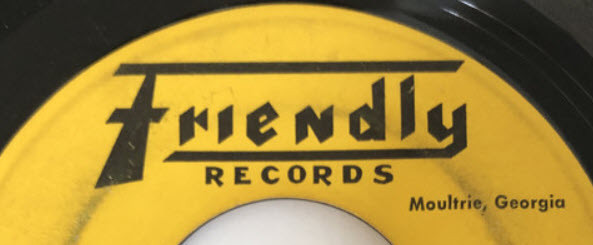 Friendly
RECORDS
Moultrie, Georgia